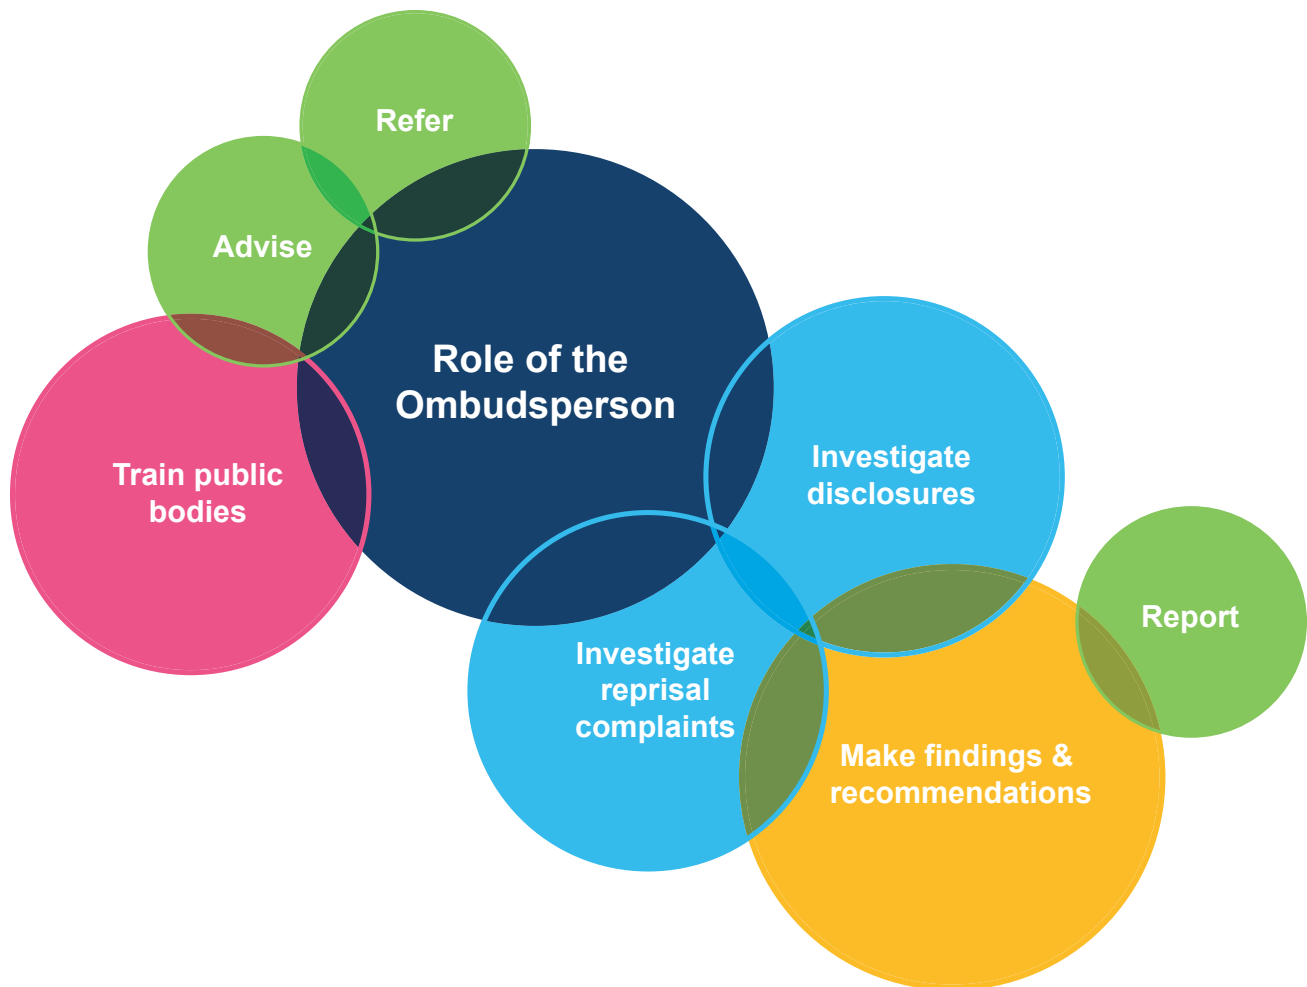 Refer
Advise
Role of the
Ombudsperson
Train public
bodies
Investigate
disclosures
Report
Investigate
reprisal
complaints
Make findings &
recommendations